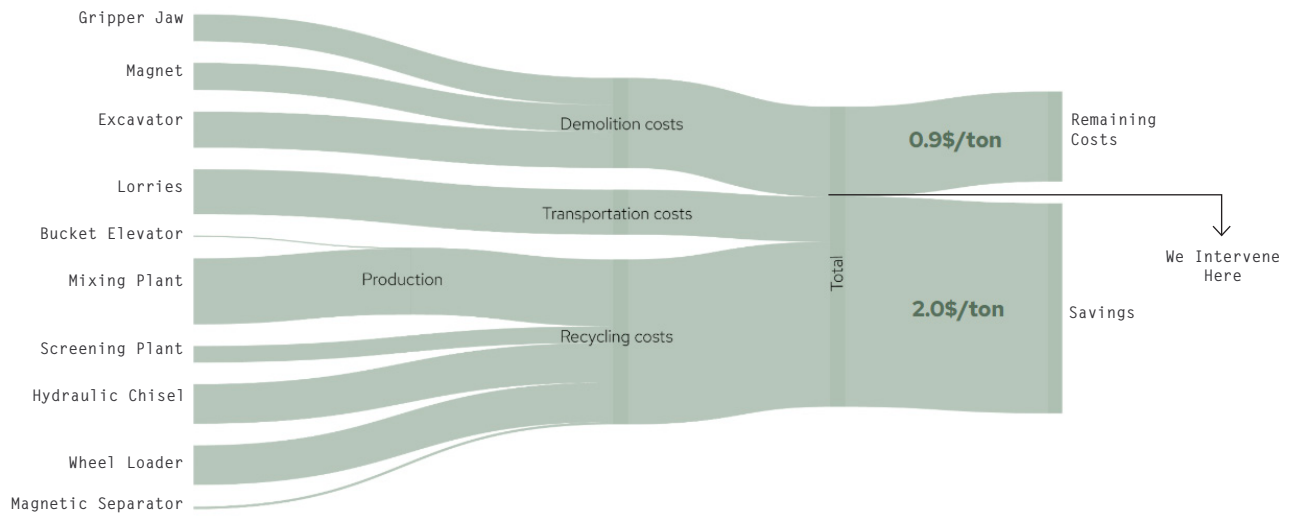 Gripper Jaw
Magnet
Excavator
Lorries
Bucket Elevator
Mixing Plant
Screening Plant
Hydraulic Chisel
Wheel Loader
Magnetic Separator
Production
Demolition costs
Transportation costs
Recycling costs
Total
0.9$/ton
2.0$/ton
Remaining
Costs
Savings
We Intervene
Here